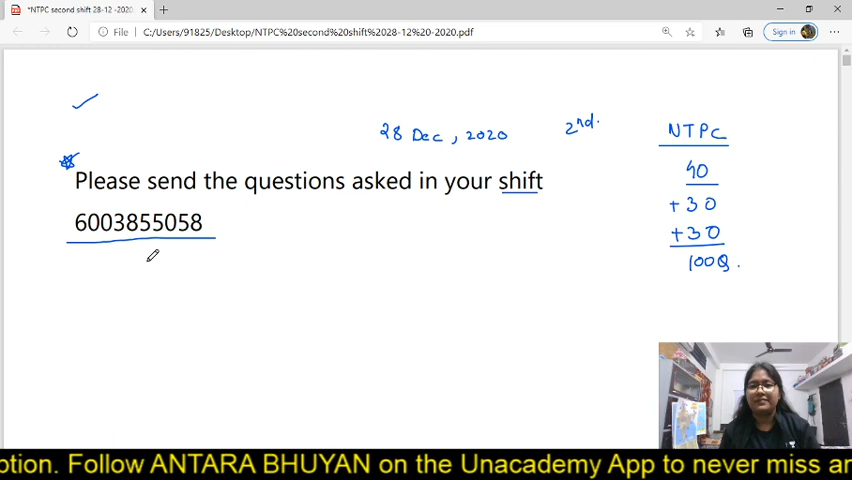 *NTPC second shift 28-12 -2020
File
C:/Users/91825/Desktop/NTPC%20second%20shift%2028-12%20-2020.pdf
Sign in
28 Dec, 2020 2nd.
NTPC
40
+30
+30
100Q.
Please send the questions asked in your shift
6003855058
ption. Follow ANTARA BHUYAN on the Unacademy App to never miss an